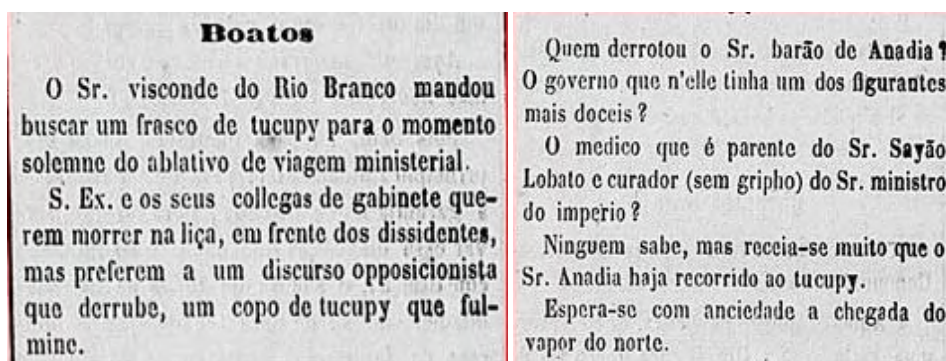 Boatos
O Sr. visconde do Rio Branco mandou
buscar um frasco de tucupy para o momento
solemne do ablativo de viagem ministerial.
S. Ex. e os seus collegas de gabinete que-
rem morrer na liça, em frente dos dissidentes,
mas preferem a um discurso opposicionista
que derrube, um copo de tucupy que ful-
mine.
Quem derrotou o Sr. barão de Anadia?
O governo que n'elle tinha um dos figurantes
mais doceis?
O medico que é parente do Sr. Sayão
Lobato e curador (sem gripho) do Sr. ministro
do imperio?
Ninguem sabe, mas receia-se muito que o
Sr. Anadia haja recorrido ao tucupy.
Espera-se com anciedade a chegada do
vapor do norte.